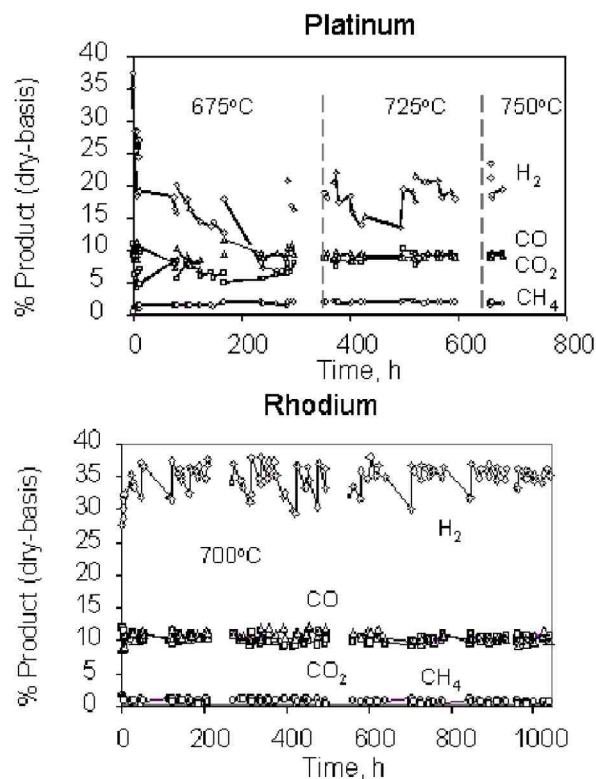 Platinum
% Product (dry-basis)
40
35
30
25
20
15
10
5
0
675°C
725°C
750°C
H2
CO
CO2
CH4
0
200
400
600
800
Time, h
Rhodium
% Product (dry-basis)
40
35
30
25
20
15
10
5
0
H2
700°C
CO
CO2
CH4
0
200
400
600
800
1000
Time, h